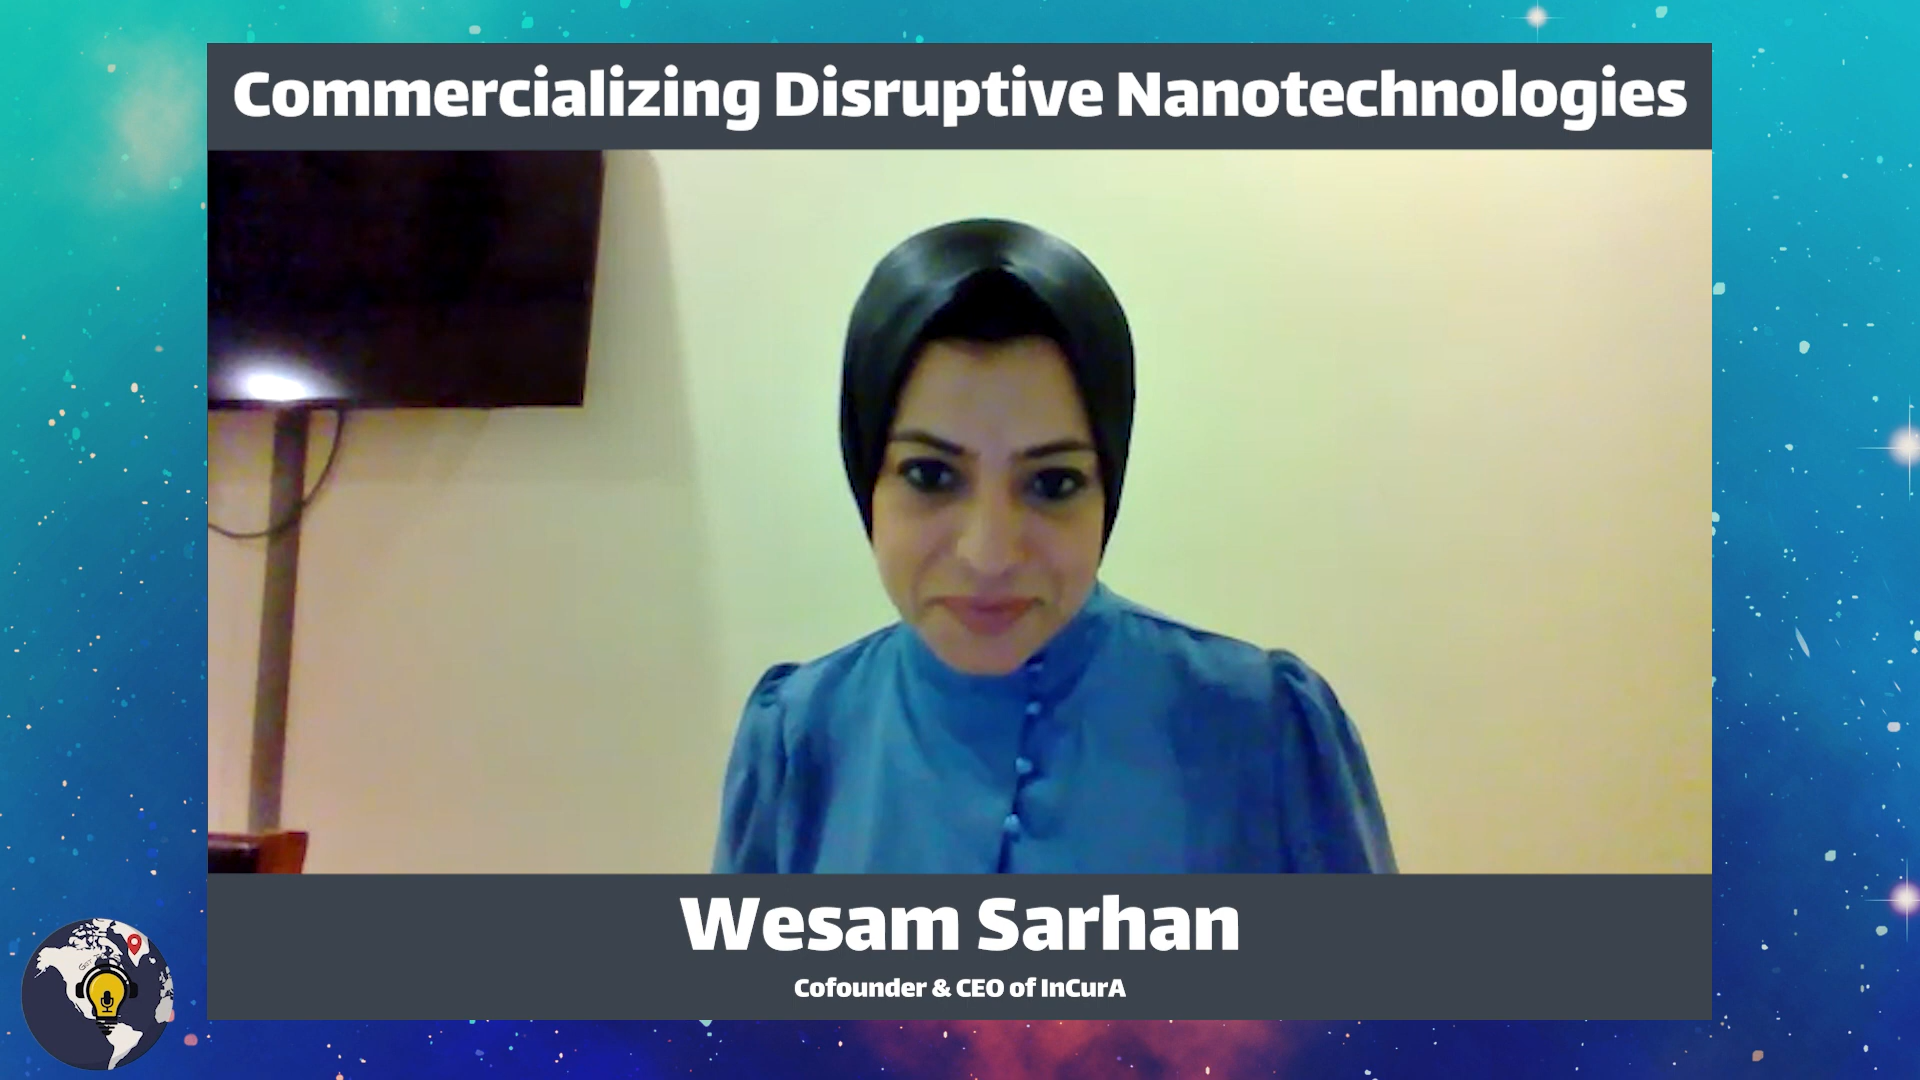 Commercializing Disruptive Nanotechnologies
Wesam Sarhan
Cofounder & CEO of InCurA